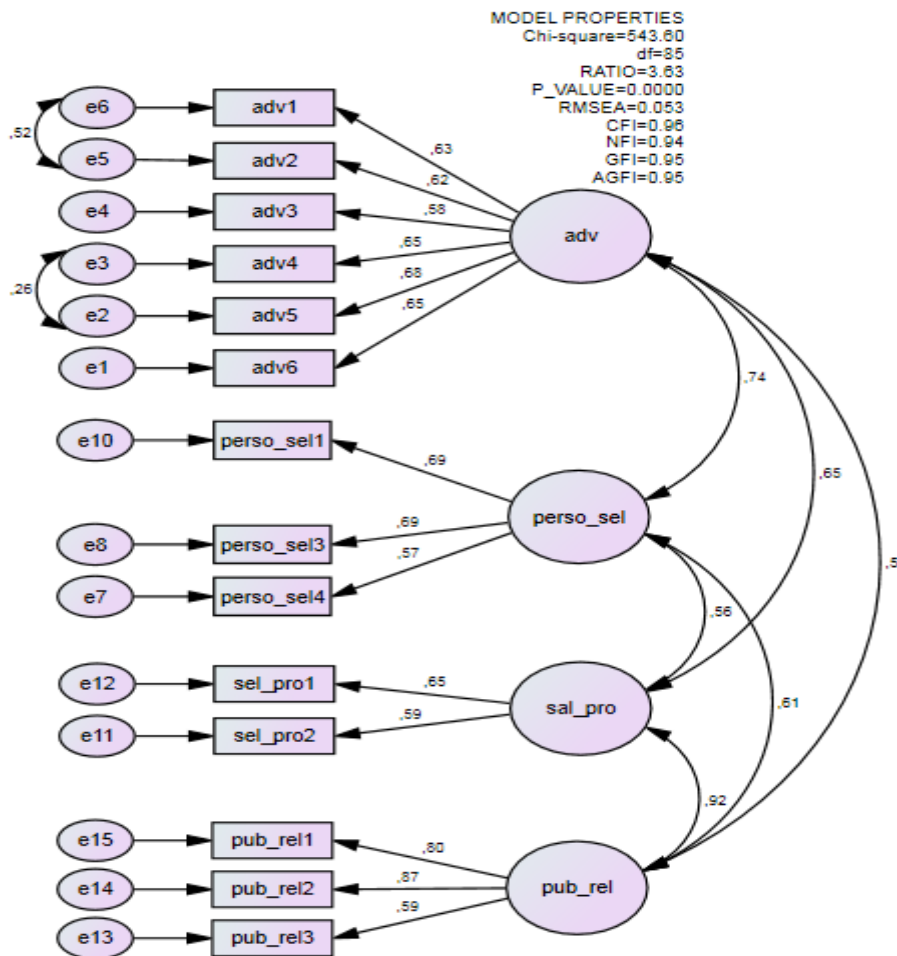 MODEL PROPERTIES
Chi-square=543.60
df=85
RATIO=3.63
P_VALUE=0.0000
RMSEA=0.053
CFI=0.96
NFI=0.94
GFI=0.95
AGFI=0.95
e6 adv1
,52
,63
e5 adv2
,62
e4 adv3
,58
adv
e3 adv4
,65
,26
,68
e2 adv5
,65
e1 adv6
,74
e10 perso_sel1
,69
,65
perso_sel
e8 perso_sel3
,69
,5
e7 perso_sel4
,57
,56
e12 sel_pro1
,65
sal_pro
,61
e11 sel_pro2
,59
,92
e15 pub_rel1
,80
e14 pub_rel2
,87
pub_rel
e13 pub_rel3
,59